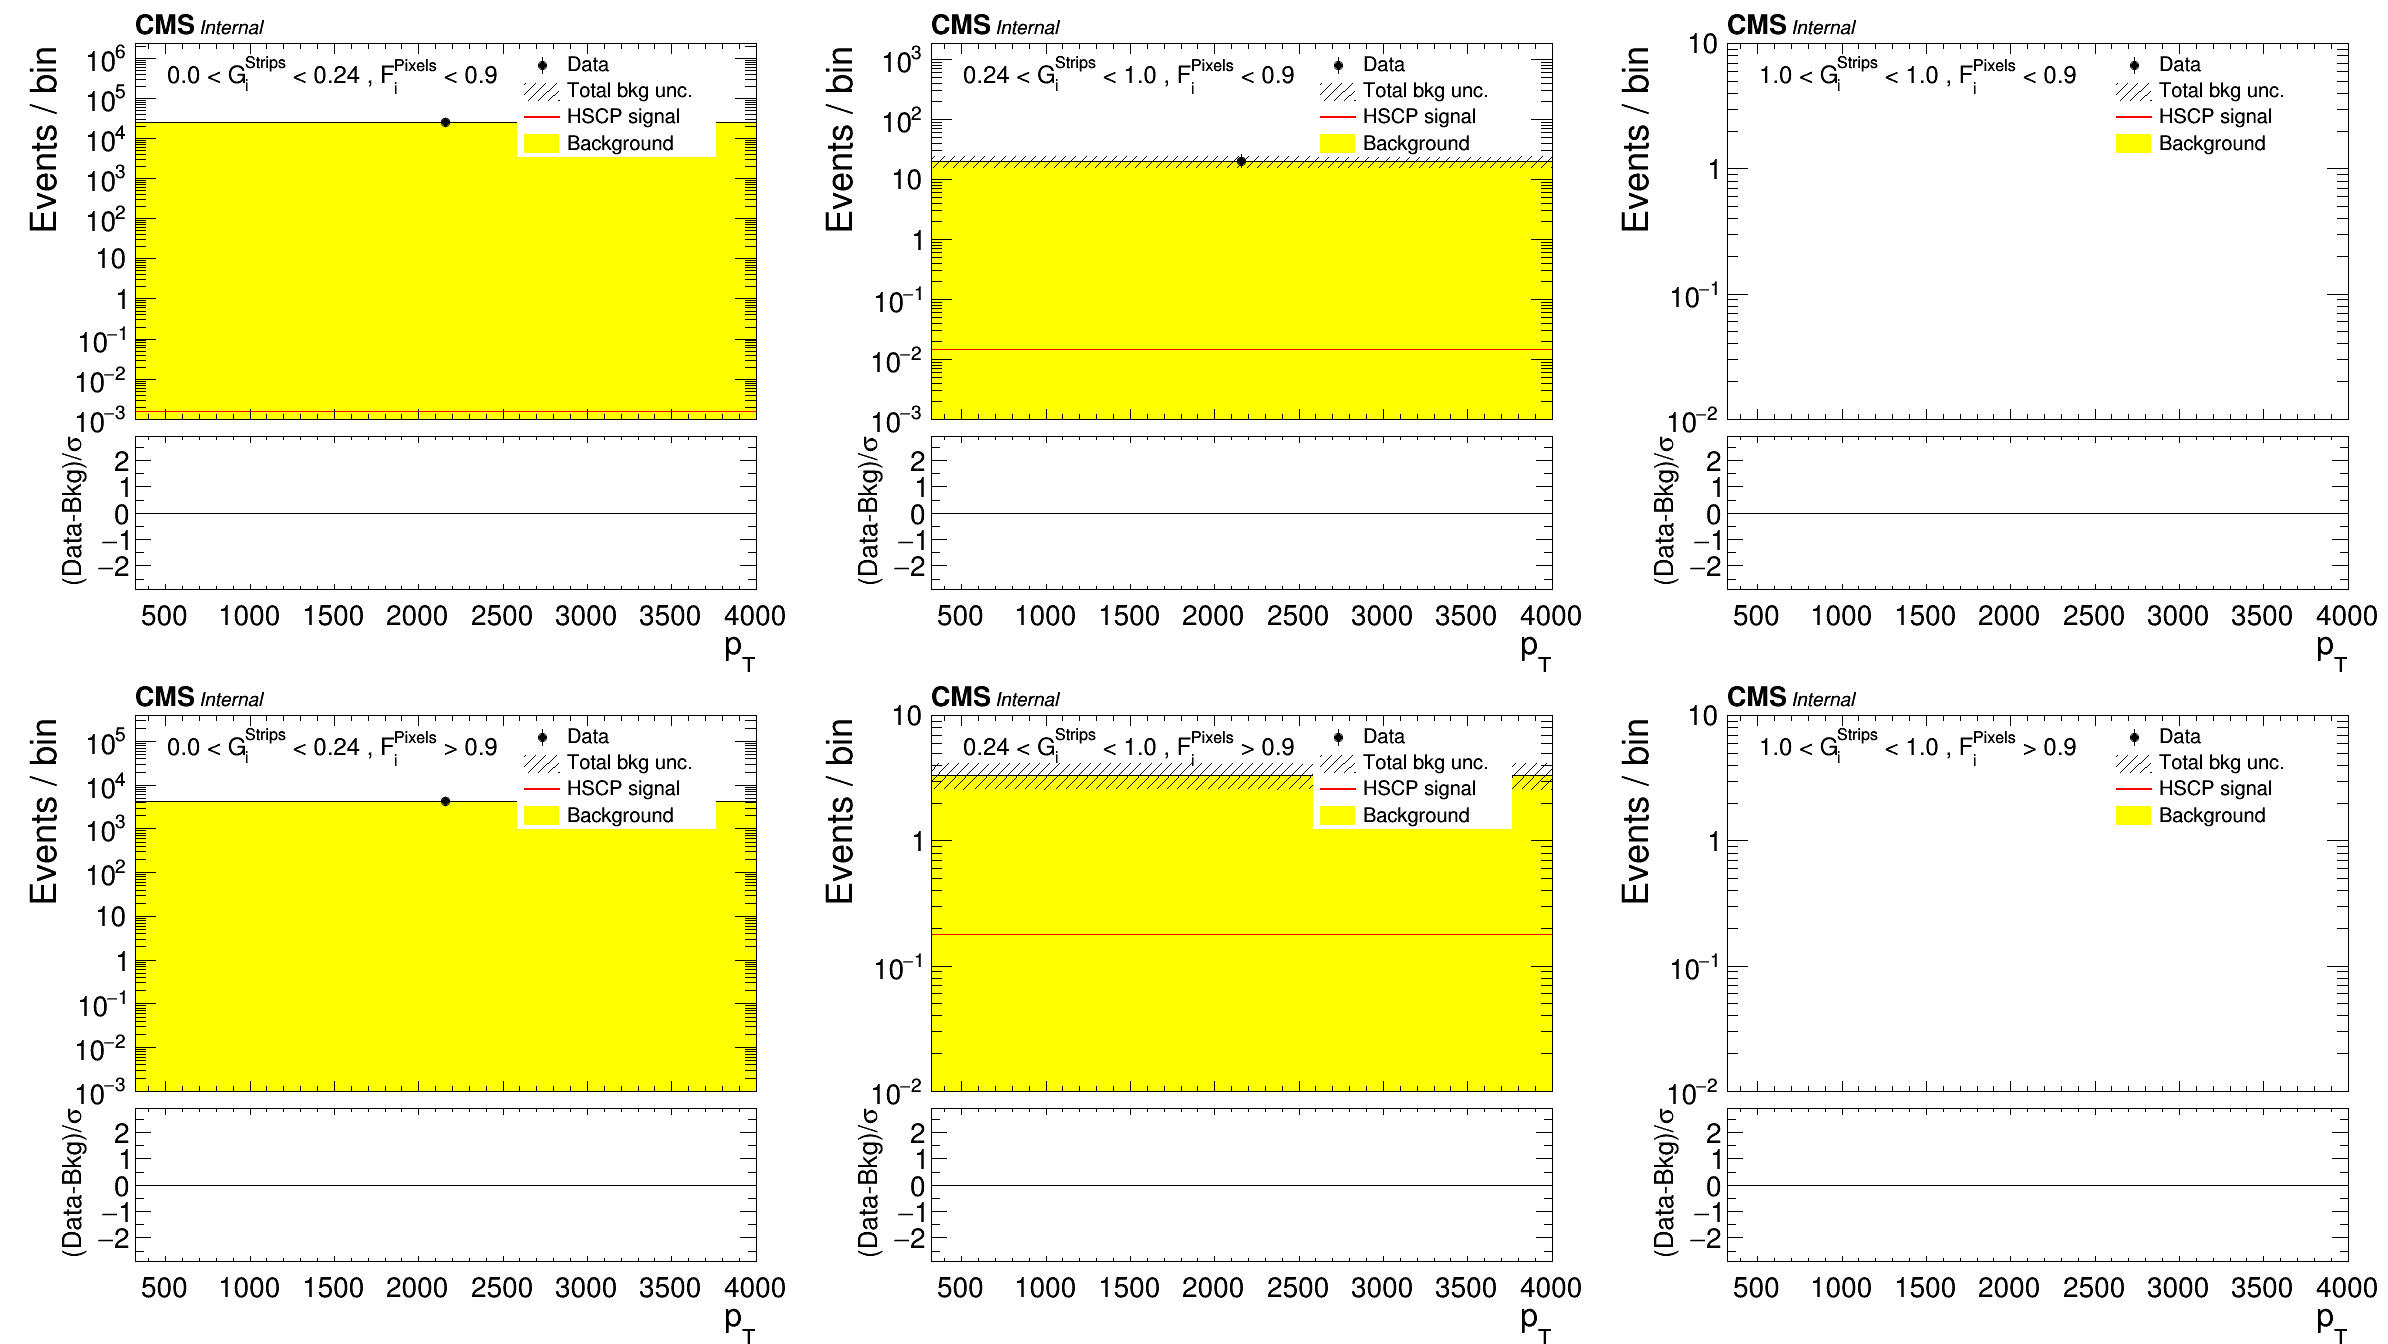 CMS Internal
Events / bin
10^6
10^5
10^4
10^3
10^2
10
1
10^−1
10^−2
10^−3
0.0 < G_i^Strips < 0.24 , F_i^Pixels < 0.9
Data
Total bkg unc.
HSCP signal
Background
(Data-Bkg)/σ
2
1
0
−1
−2
500 1000 1500 2000 2500 3000 3500 4000
p_T
CMS Internal
Events / bin
10^3
10^2
10
1
10^−1
10^−2
10^−3
0.24 < G_i^Strips < 1.0 , F_i^Pixels < 0.9
Data
Total bkg unc.
HSCP signal
Background
(Data-Bkg)/σ
2
1
0
−1
−2
500 1000 1500 2000 2500 3000 3500 4000
p_T
CMS Internal
Events / bin
10
1
10^−1
10^−2
1.0 < G_i^Strips < 1.0 , F_i^Pixels < 0.9
Data
Total bkg unc.
HSCP signal
Background
(Data-Bkg)/σ
2
1
0
−1
−2
500 1000 1500 2000 2500 3000 3500 4000
p_T
CMS Internal
Events / bin
10^5
10^4
10^3
10^2
10
1
10^−1
10^−2
10^−3
0.0 < G_i^Strips < 0.24 , F_i^Pixels > 0.9
Data
Total bkg unc.
HSCP signal
Background
(Data-Bkg)/σ
2
1
0
−1
−2
500 1000 1500 2000 2500 3000 3500 4000
p_T
CMS Internal
Events / bin
10
1
10^−1
10^−2
0.24 < G_i^Strips < 1.0 , F_i^Pixels > 0.9
Data
Total bkg unc.
HSCP signal
Background
(Data-Bkg)/σ
2
1
0
−1
−2
500 1000 1500 2000 2500 3000 3500 4000
p_T
CMS Internal
Events / bin
10
1
10^−1
10^−2
1.0 < G_i^Strips < 1.0 , F_i^Pixels > 0.9
Data
Total bkg unc.
HSCP signal
Background
(Data-Bkg)/σ
2
1
0
−1
−2
500 1000 1500 2000 2500 3000 3500 4000
p_T